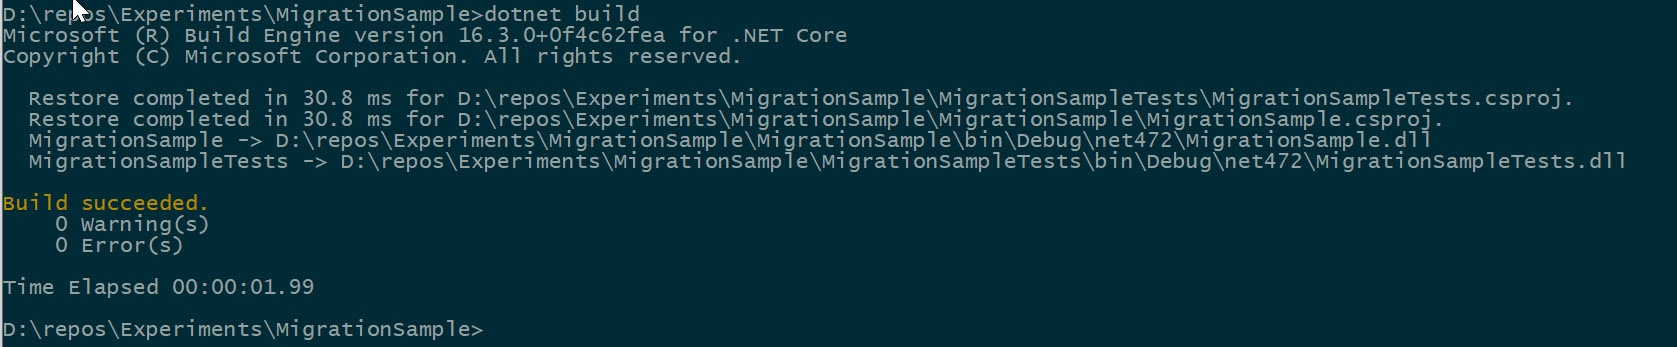 D:\repos\Experiments\MigrationSample>dotnet build
Microsoft (R) Build Engine version 16.3.0+0f4c62fea for .NET Core
Copyright (C) Microsoft Corporation. All rights reserved.
Restore completed in 30.8 ms for D:\repos\Experiments\MigrationSample\MigrationSampleTests\MigrationSampleTests.csproj.
Restore completed in 30.8 ms for D:\repos\Experiments\MigrationSample\MigrationSample\MigrationSample.csproj.
MigrationSample -> D:\repos\Experiments\MigrationSample\MigrationSample\bin\Debug\net472\MigrationSample.dll
MigrationSampleTests -> D:\repos\Experiments\MigrationSample\MigrationSampleTests\bin\Debug\net472\MigrationSampleTests.dll
Build succeeded.
0 Warning(s)
0 Error(s)
Time Elapsed 00:00:01.99
D:\repos\Experiments\MigrationSample>